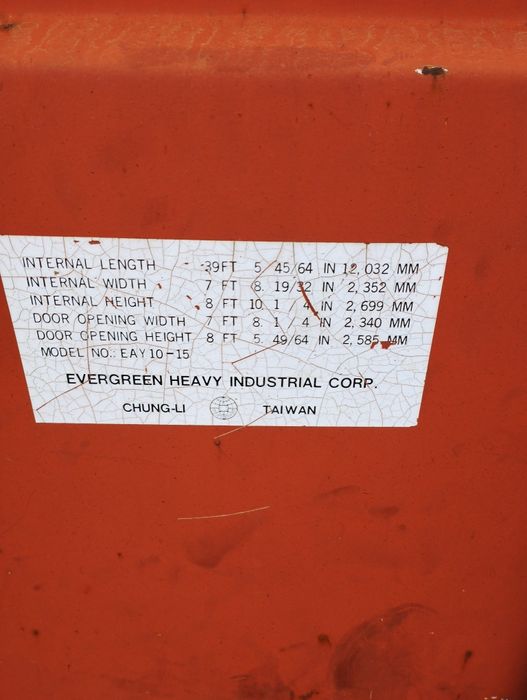 INTERNAL LENGTH 39 FT 5. 45/64 IN 12,032 MM
INTERNAL WIDTH 7 FT 8. 19/32 IN 2,352 MM
INTERNAL HEIGHT 8 FT 10. 1/4 IN 2,699 MM
DOOR OPENING WIDTH 7 FT 8. 1/4 IN 2,340 MM
DOOR OPENING HEIGHT 8 FT 5. 49/64 IN 2,585 MM
MODEL NO. EAY10-15
EVERGREEN HEAVY INDUSTRIAL CORP.
CHUNG-LI TAIWAN